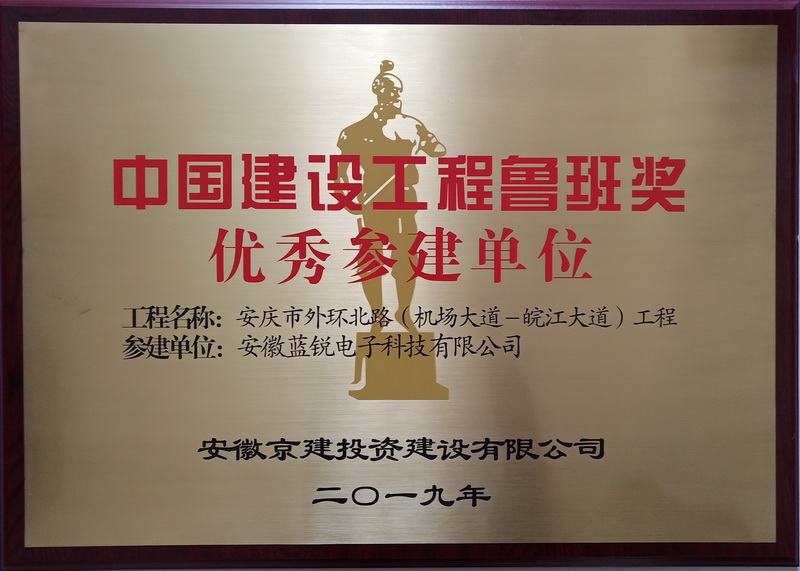 中国建设工程鲁班奖
优秀参建单位
工程名称：安庆市外环北路（机场大道－皖江大道）工程
参建单位：安徽蓝锐电子科技有限公司
安徽京建投资建设有限公司
二〇一九年